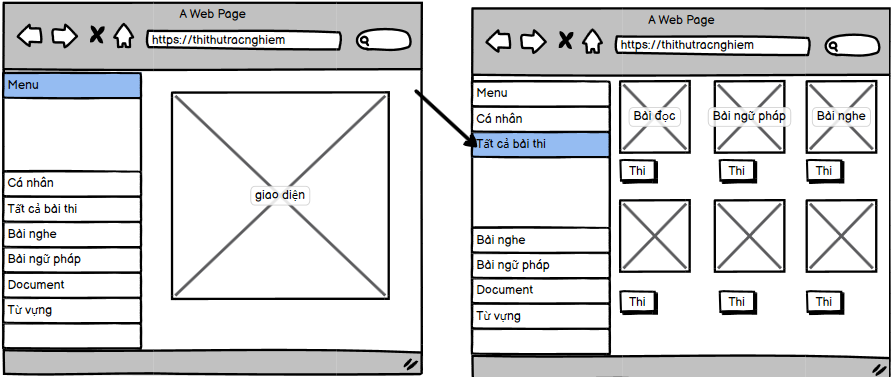 A Web Page
https://thithutracnghiem
Menu
Cá nhân
Tất cả bài thi
Bài nghe
Bài ngữ pháp
Document
Từ vựng
giao diện
A Web Page
https://thithutracnghiem
Menu
Cá nhân
Tất cả bài thi
Bài nghe
Bài ngữ pháp
Document
Từ vựng
Bài đọc
Bài ngữ pháp
Bài nghe
Thi
Thi
Thi
Thi
Thi
Thi